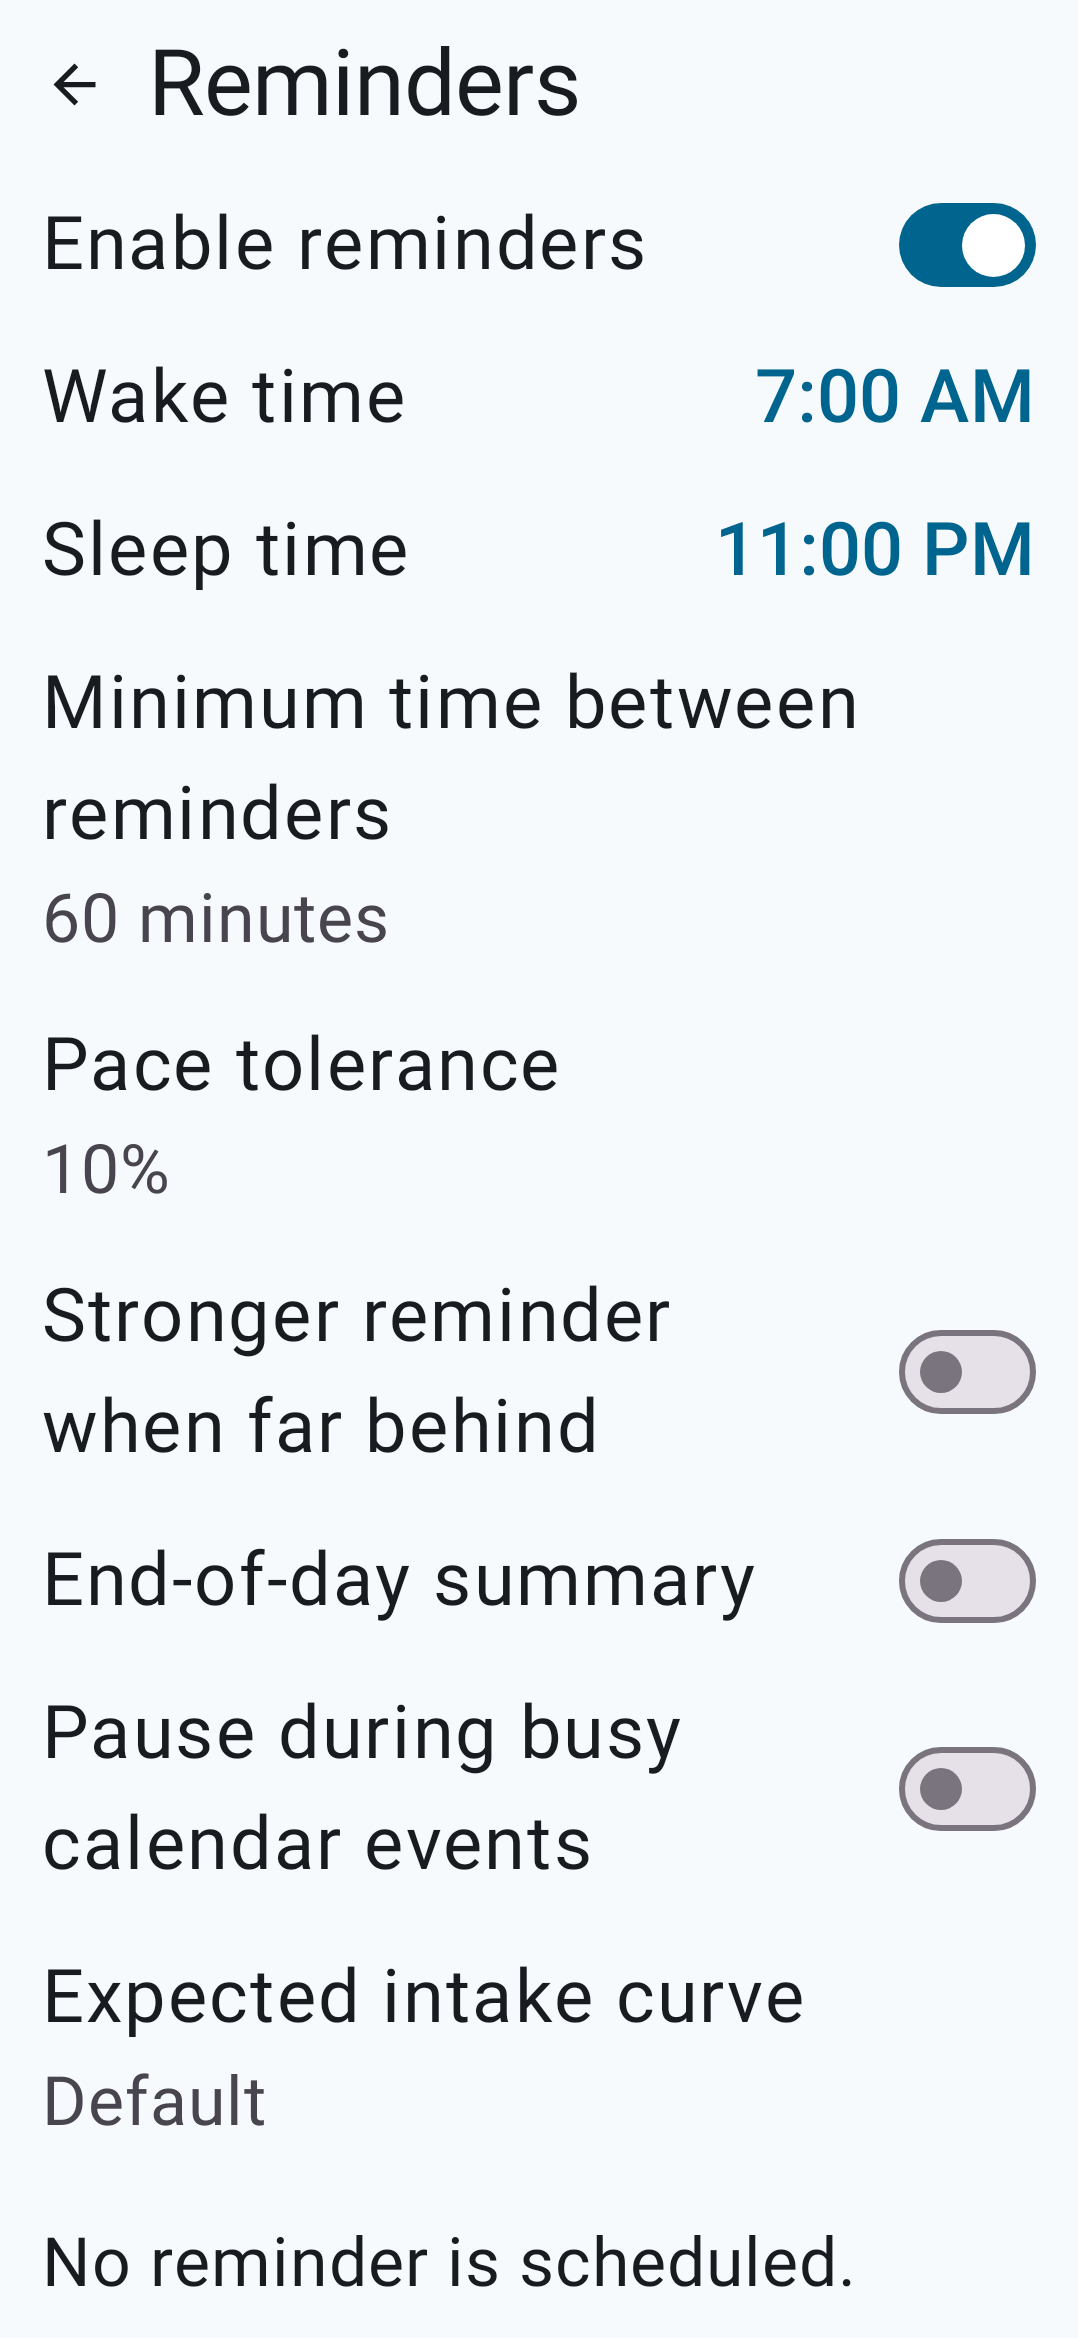 Reminders
Enable reminders
Wake time
7:00 AM
Sleep time
11:00 PM
Minimum time between
reminders
60 minutes
Pace tolerance
10%
Stronger reminder
when far behind
End-of-day summary
Pause during busy
calendar events
Expected intake curve
Default
No reminder is scheduled.